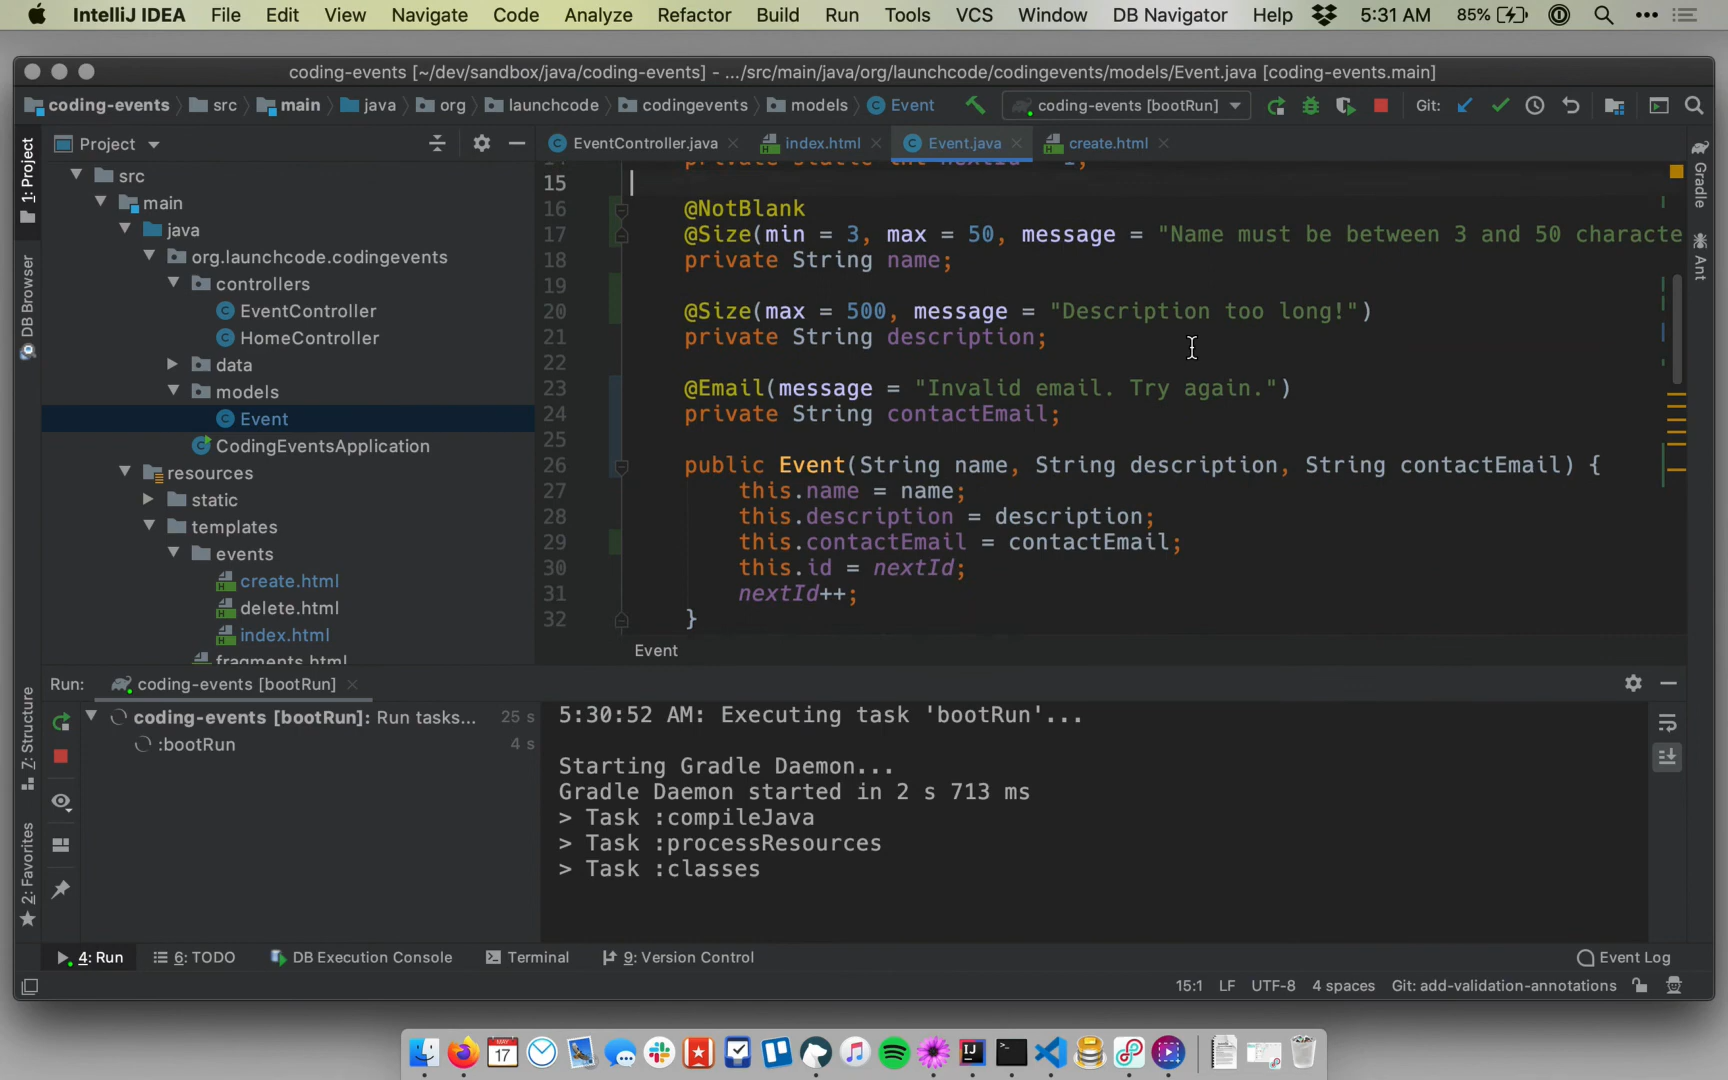 IntelliJ IDEA File Edit View Navigate Code Analyze Refactor Build Run Tools VCS Window DB Navigator Help 5:31 AM 85%
coding-events [~/dev/sandbox/java/coding-events] - .../src/main/java/org/launchcode/codingevents/models/Event.java [coding-events.main]
coding-events src main java org launchcode codingevents models Event coding-events [bootRun] Git:
1: Project
DB Browser
7: Structure
2: Favorites
Project
src
main
java
org.launchcode.codingevents
controllers
EventController
HomeController
data
models
Event
CodingEventsApplication
resources
static
templates
events
create.html
delete.html
index.html
fragments.html
EventController.java index.html Event.java create.html
14 private static int nextId = 1;
15
16 @NotBlank
17 @Size(min = 3, max = 50, message = "Name must be between 3 and 50 characte
18 private String name;
19
20 @Size(max = 500, message = "Description too long!")
21 private String description;
22
23 @Email(message = "Invalid email. Try again.")
24 private String contactEmail;
25
26 public Event(String name, String description, String contactEmail) {
27 this.name = name;
28 this.description = description;
29 this.contactEmail = contactEmail;
30 this.id = nextId;
31 nextId++;
32 }
Event
Gradle
Ant
Run: coding-events [bootRun]
coding-events [bootRun]: Run tasks... 25 s
:bootRun 4 s
5:30:52 AM: Executing task 'bootRun'...
Starting Gradle Daemon...
Gradle Daemon started in 2 s 713 ms
> Task :compileJava
> Task :processResources
> Task :classes
4: Run 6: TODO DB Execution Console Terminal 9: Version Control Event Log
15:1 LF UTF-8 4 spaces Git: add-validation-annotations
MAY
17
IJ